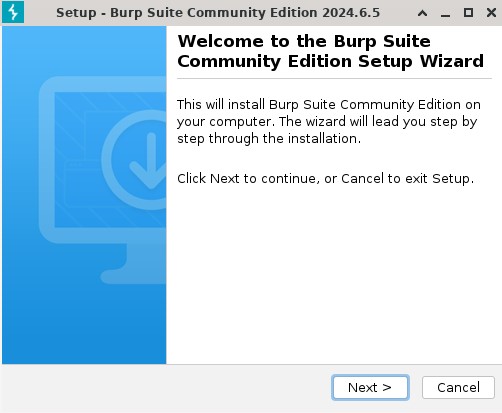 Setup - Burp Suite Community Edition 2024.6.5
Welcome to the Burp Suite
Community Edition Setup Wizard
This will install Burp Suite Community Edition on
your computer. The wizard will lead you step by
step through the installation.
Click Next to continue, or Cancel to exit Setup.
Next >
Cancel